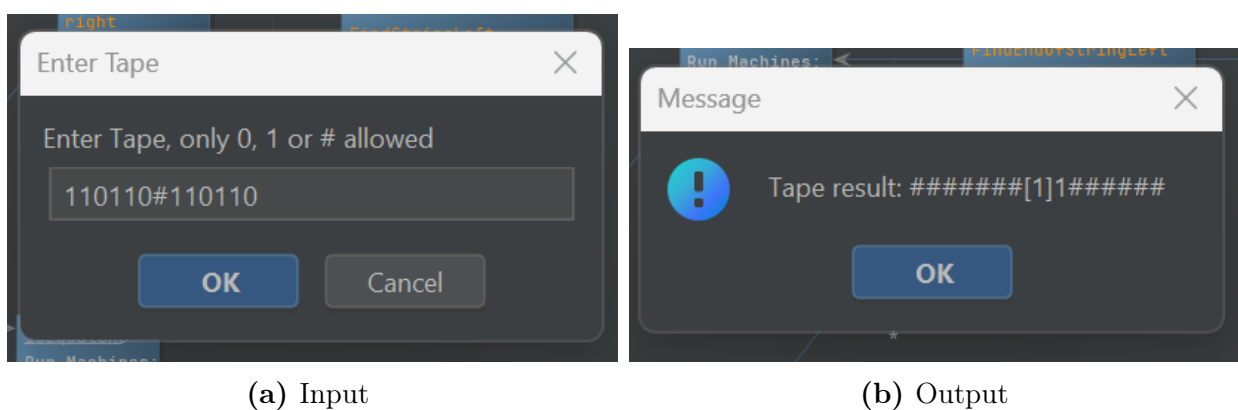 right
FindStringLeft
Enter Tape
Enter Tape, only 0, 1 or # allowed
110110#110110
OK
Cancel
Run Machines:
(a) Input
FindEndOfStringLeft
Run Machines:
Message
Tape result: #######[1]1######
OK
*
(b) Output